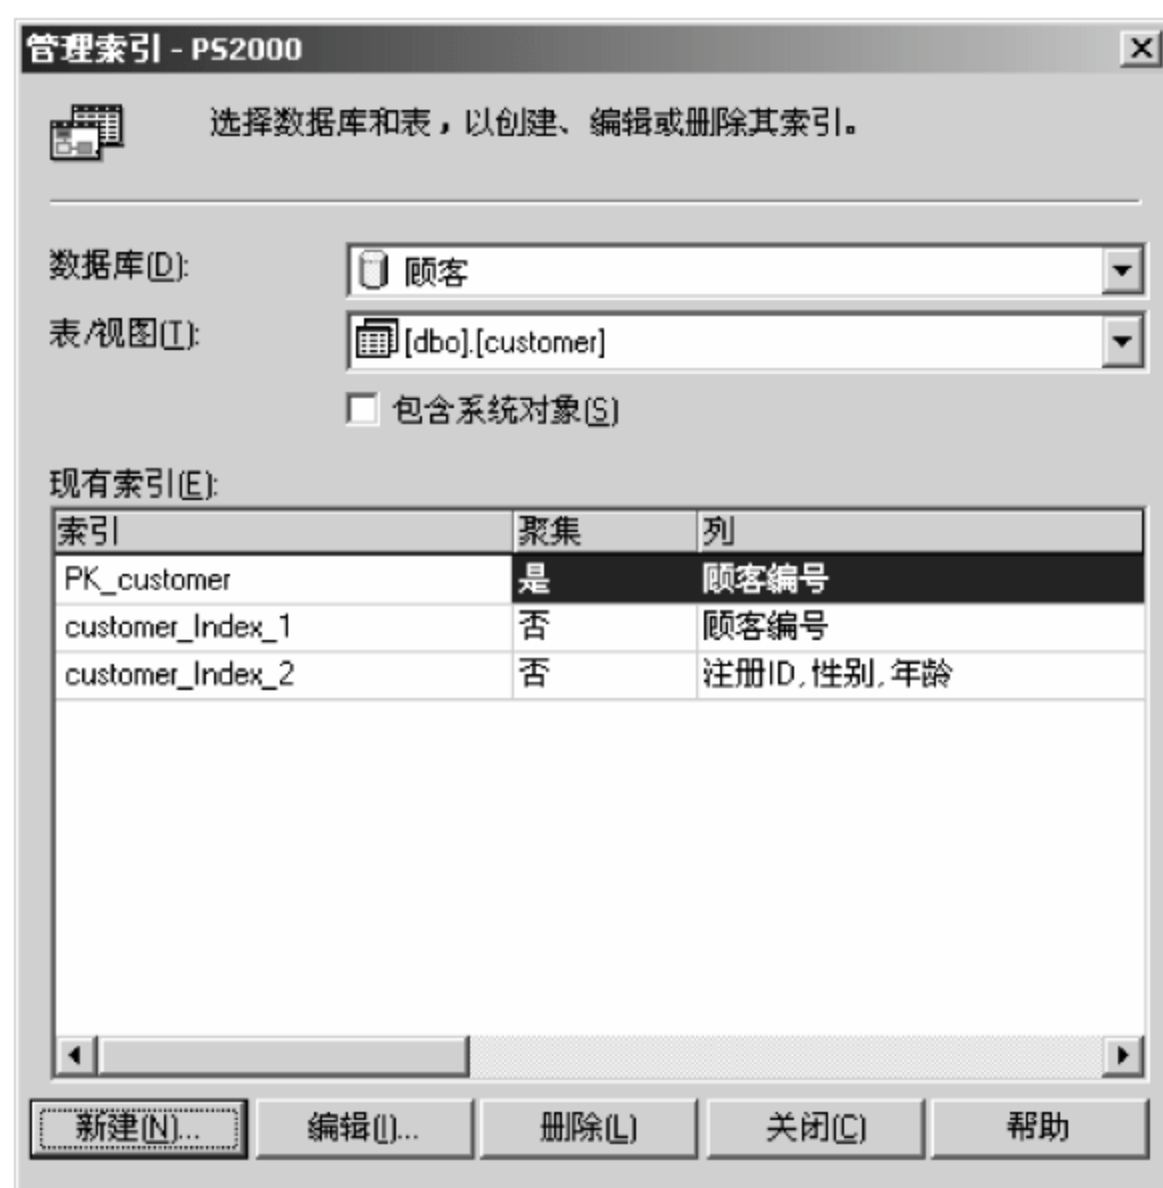 管理索引 - PS2000
选择数据库和表，以创建、编辑或删除其索引。
数据库(D): 顾客
表/视图(T): [dbo].[customer]
包含系统对象(S)
现有索引(E):
索引 聚集 列
PK_customer 是 顾客编号
customer_Index_1 否 顾客编号
customer_Index_2 否 注册ID, 性别, 年龄
新建(N)... 编辑(I)... 删除(L) 关闭(C) 帮助